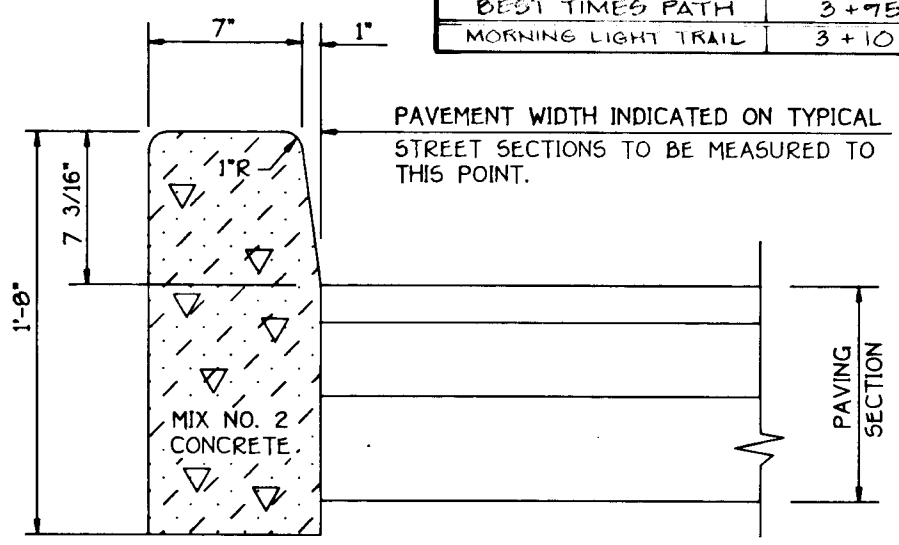 BEST TIMES PATH 3+95
MORNING LIGHT TRAIL 3+10
7" 1"
PAVEMENT WIDTH INDICATED ON TYPICAL
STREET SECTIONS TO BE MEASURED TO
THIS POINT.
1"R
7 3/16"
1'-8"
MIX NO. 2
CONCRETE
PAVING
SECTION